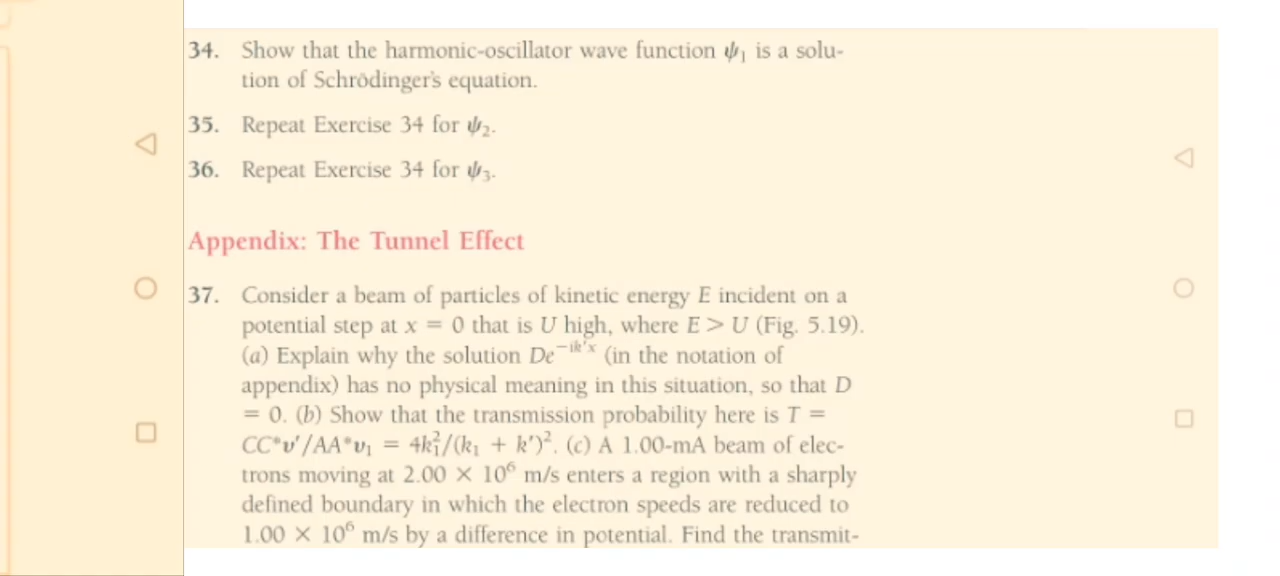 34. Show that the harmonic-oscillator wave function ψ₁ is a solu-
tion of Schrödinger's equation.
35. Repeat Exercise 34 for ψ₂.
36. Repeat Exercise 34 for ψ₃.
Appendix: The Tunnel Effect
37. Consider a beam of particles of kinetic energy E incident on a
potential step at x = 0 that is U high, where E > U (Fig. 5.19).
(a) Explain why the solution De^(−ik'x) (in the notation of
appendix) has no physical meaning in this situation, so that D
= 0. (b) Show that the transmission probability here is T =
CC*v'/AA*v₁ = 4k₁²/(k₁ + k')². (c) A 1.00-mA beam of elec-
trons moving at 2.00 × 10⁶ m/s enters a region with a sharply
defined boundary in which the electron speeds are reduced to
1.00 × 10⁶ m/s by a difference in potential. Find the transmit-